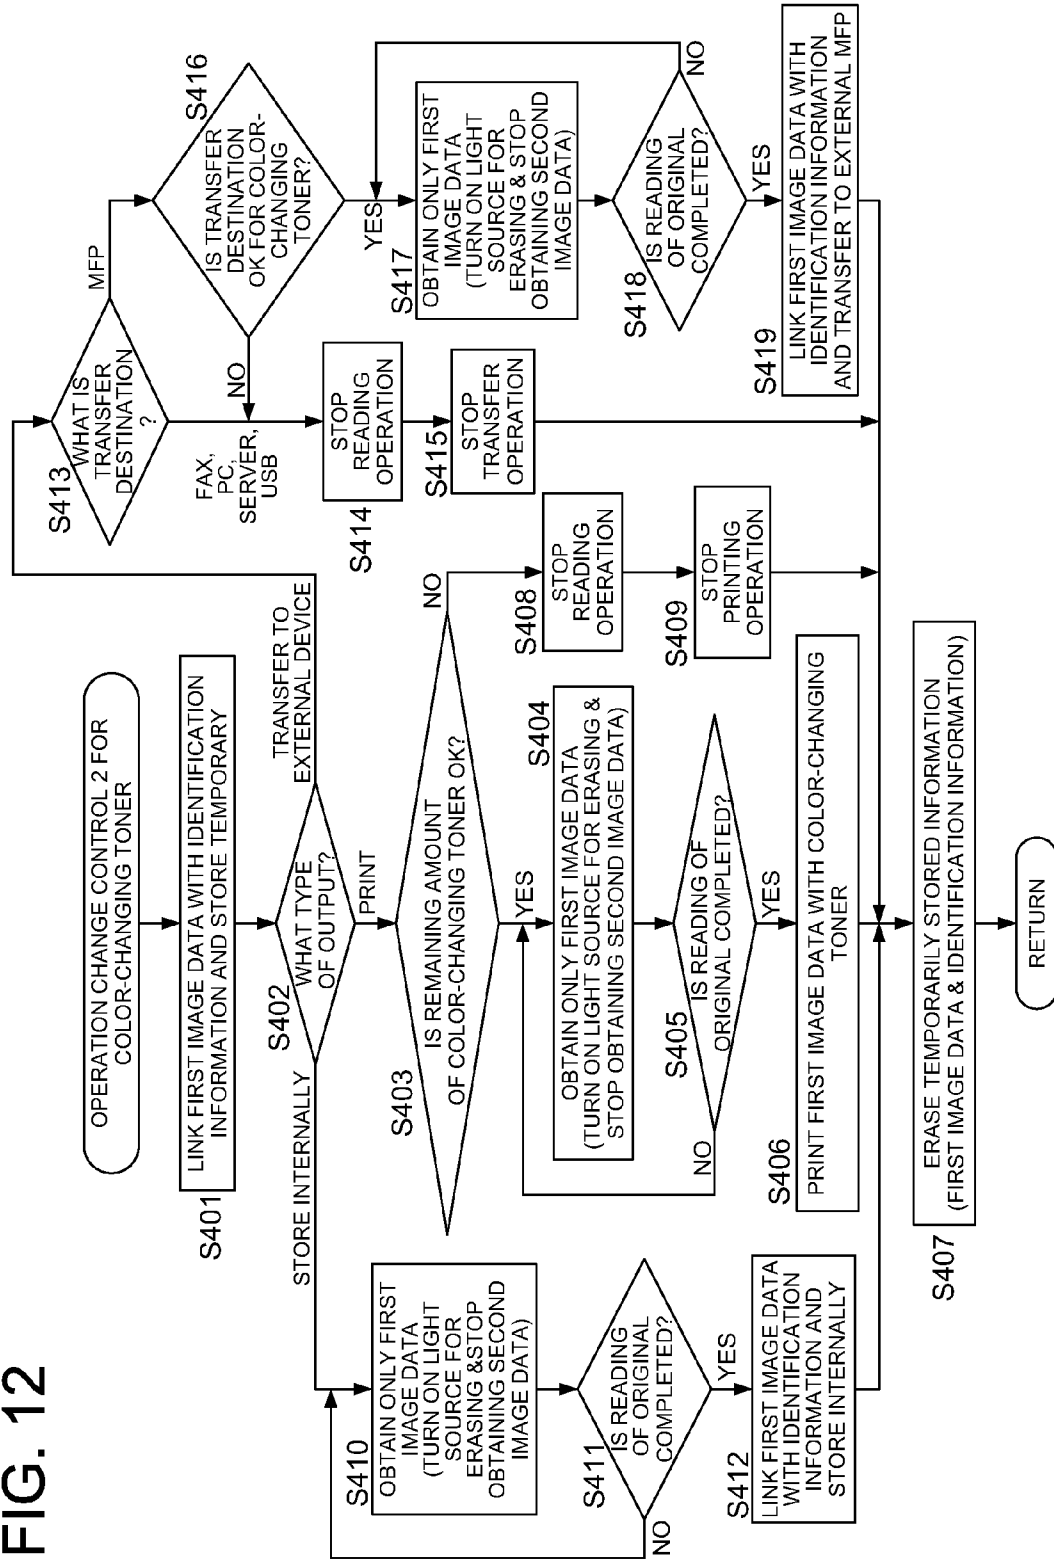 FIG. 12
OPERATION CHANGE CONTROL 2 FOR
COLOR-CHANGING TONER
S401
LINK FIRST IMAGE DATA WITH IDENTIFICATION
INFORMATION AND STORE TEMPORARY
S402
WHAT TYPE
OF OUTPUT?
STORE INTERNALLY
PRINT
TRANSFER TO
EXTERNAL DEVICE
S403
IS REMAINING AMOUNT
OF COLOR-CHANGING TONER OK?
YES
NO
S404
OBTAIN ONLY FIRST IMAGE DATA
(TURN ON LIGHT SOURCE FOR ERASING &
STOP OBTAINING SECOND IMAGE DATA)
S405
IS READING OF
ORIGINAL COMPLETED?
NO
YES
S406
PRINT FIRST IMAGE DATA WITH COLOR-CHANGING
TONER
S407
ERASE TEMPORARILY STORED INFORMATION
(FIRST IMAGE DATA & IDENTIFICATION INFORMATION)
RETURN
S408
STOP
READING
OPERATION
S409
STOP
PRINTING
OPERATION
S410
OBTAIN ONLY FIRST
IMAGE DATA
(TURN ON LIGHT
SOURCE FOR
ERASING &STOP
OBTAINING SECOND
IMAGE DATA)
S411
IS READING
OF ORIGINAL
COMPLETED?
NO
YES
S412
LINK FIRST IMAGE DATA
WITH IDENTIFICATION
INFORMATION AND
STORE INTERNALLY
S413
WHAT IS
TRANSFER
DESTINATION
?
MFP
FAX,
PC,
SERVER,
USB
S414
STOP
READING
OPERATION
S415
STOP
TRANSFER
OPERATION
S416
IS TRANSFER
DESTINATION
OK FOR COLOR-
CHANGING
TONER?
NO
YES
S417
OBTAIN ONLY FIRST
IMAGE DATA
(TURN ON LIGHT
SOURCE FOR
ERASING & STOP
OBTAINING SECOND
IMAGE DATA)
S418
IS READING
OF ORIGINAL
COMPLETED?
NO
YES
S419
LINK FIRST IMAGE DATA WITH
IDENTIFICATION INFORMATION
AND TRANSFER TO EXTERNAL MFP